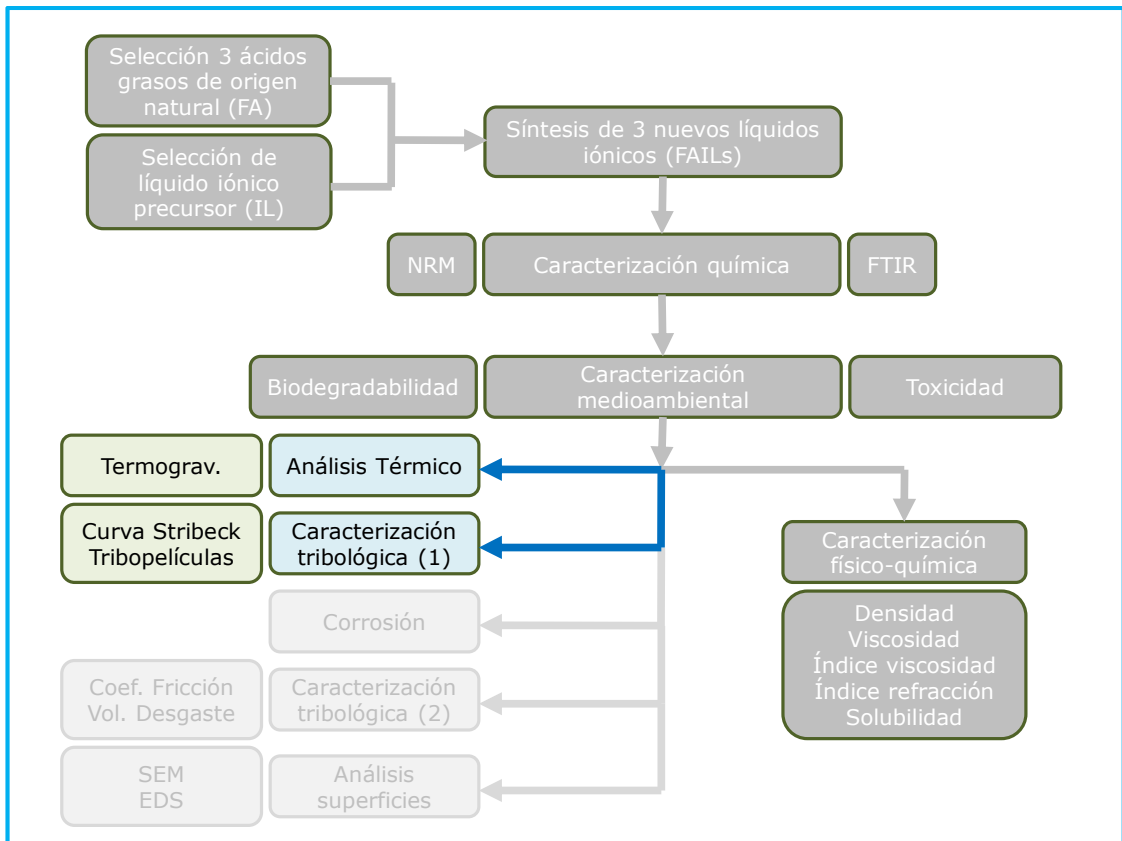 Selección 3 ácidos
grasos de origen
natural (FA)
Selección de
líquido iónico
precursor (IL)
Síntesis de 3 nuevos líquidos
iónicos (FAILs)
NRM
Caracterización química
FTIR
Biodegradabilidad
Caracterización
medioambiental
Toxicidad
Termograv.
Análisis Térmico
Curva Stribeck
Tribopelículas
Caracterización
tribológica (1)
Corrosión
Coef. Fricción
Vol. Desgaste
Caracterización
tribológica (2)
SEM
EDS
Análisis
superficies
Caracterización
físico-química
Densidad
Viscosidad
Índice viscosidad
Índice refracción
Solubilidad